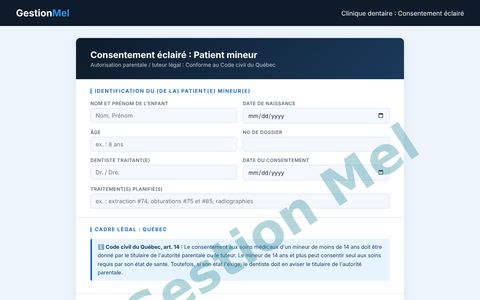 GestionMel
Clinique dentaire : Consentement éclairé
Consentement éclairé : Patient mineur
Autorisation parentale / tuteur légal : Conforme au Code civil du Québec
IDENTIFICATION DU (DE LA) PATIENT(E) MINEUR(E)
NOM ET PRÉNOM DE L'ENFANT
DATE DE NAISSANCE
Nom, Prénom
mm/dd/yyyy
ÂGE
NO DE DOSSIER
ex. : 8 ans
DENTISTE TRAITANT(E)
DATE DU CONSENTEMENT
Dr. / Dre.
mm/dd/yyyy
TRAITEMENT(S) PLANIFIÉ(S)
ex. : extraction #74, obturations #75 et #85, radiographies
CADRE LÉGAL : QUÉBEC
Code civil du Québec, art. 14 : Le consentement aux soins médicaux d'un mineur de moins de 14 ans doit être
donné par le titulaire de l'autorité parentale ou le tuteur. Le mineur de 14 ans et plus peut consentir seul aux soins
requis par son état de santé. Toutefois, si son état l'exige, le dentiste doit en aviser le titulaire de l'autorité
parentale.
Gestion Mel